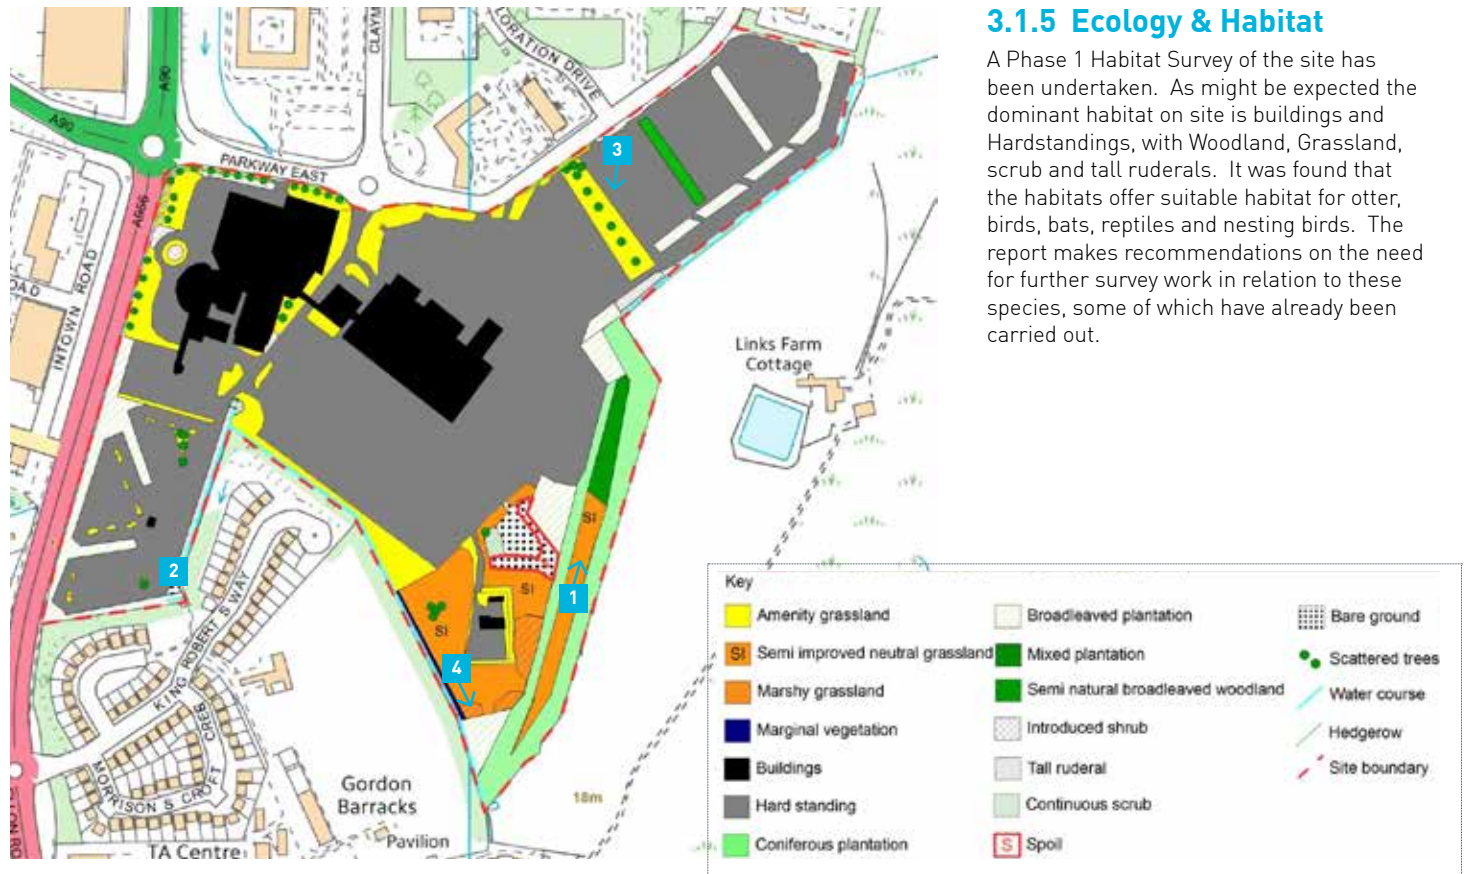 3.1.5 Ecology & Habitat
A Phase 1 Habitat Survey of the site has
been undertaken. As might be expected the
dominant habitat on site is buildings and
Hardstandings, with Woodland, Grassland,
scrub and tall ruderals. It was found that
the habitats offer suitable habitat for otter,
birds, bats, reptiles and nesting birds. The
report makes recommendations on the need
for further survey work in relation to these
species, some of which have already been
carried out.
A90
A90
CLAYM
LORATION DRIVE
PARKWAY EAST
A956
INTOWN ROAD
OAD
3
Links Farm
Cottage
2
1
4
SI
SI
SI
KING ROBERT S WAY
MORRISON S CROFT
CREE
Gordon
Barracks
Pavilion
TA Centre
18m
Key
Amenity grassland
SI Semi improved neutral grassland
Marshy grassland
Marginal vegetation
Buildings
Hard standing
Coniferous plantation
Broadleaved plantation
Mixed plantation
Semi natural broadleaved woodland
Introduced shrub
Tall ruderal
Continuous scrub
S Spoil
Bare ground
Scattered trees
Water course
Hedgerow
Site boundary